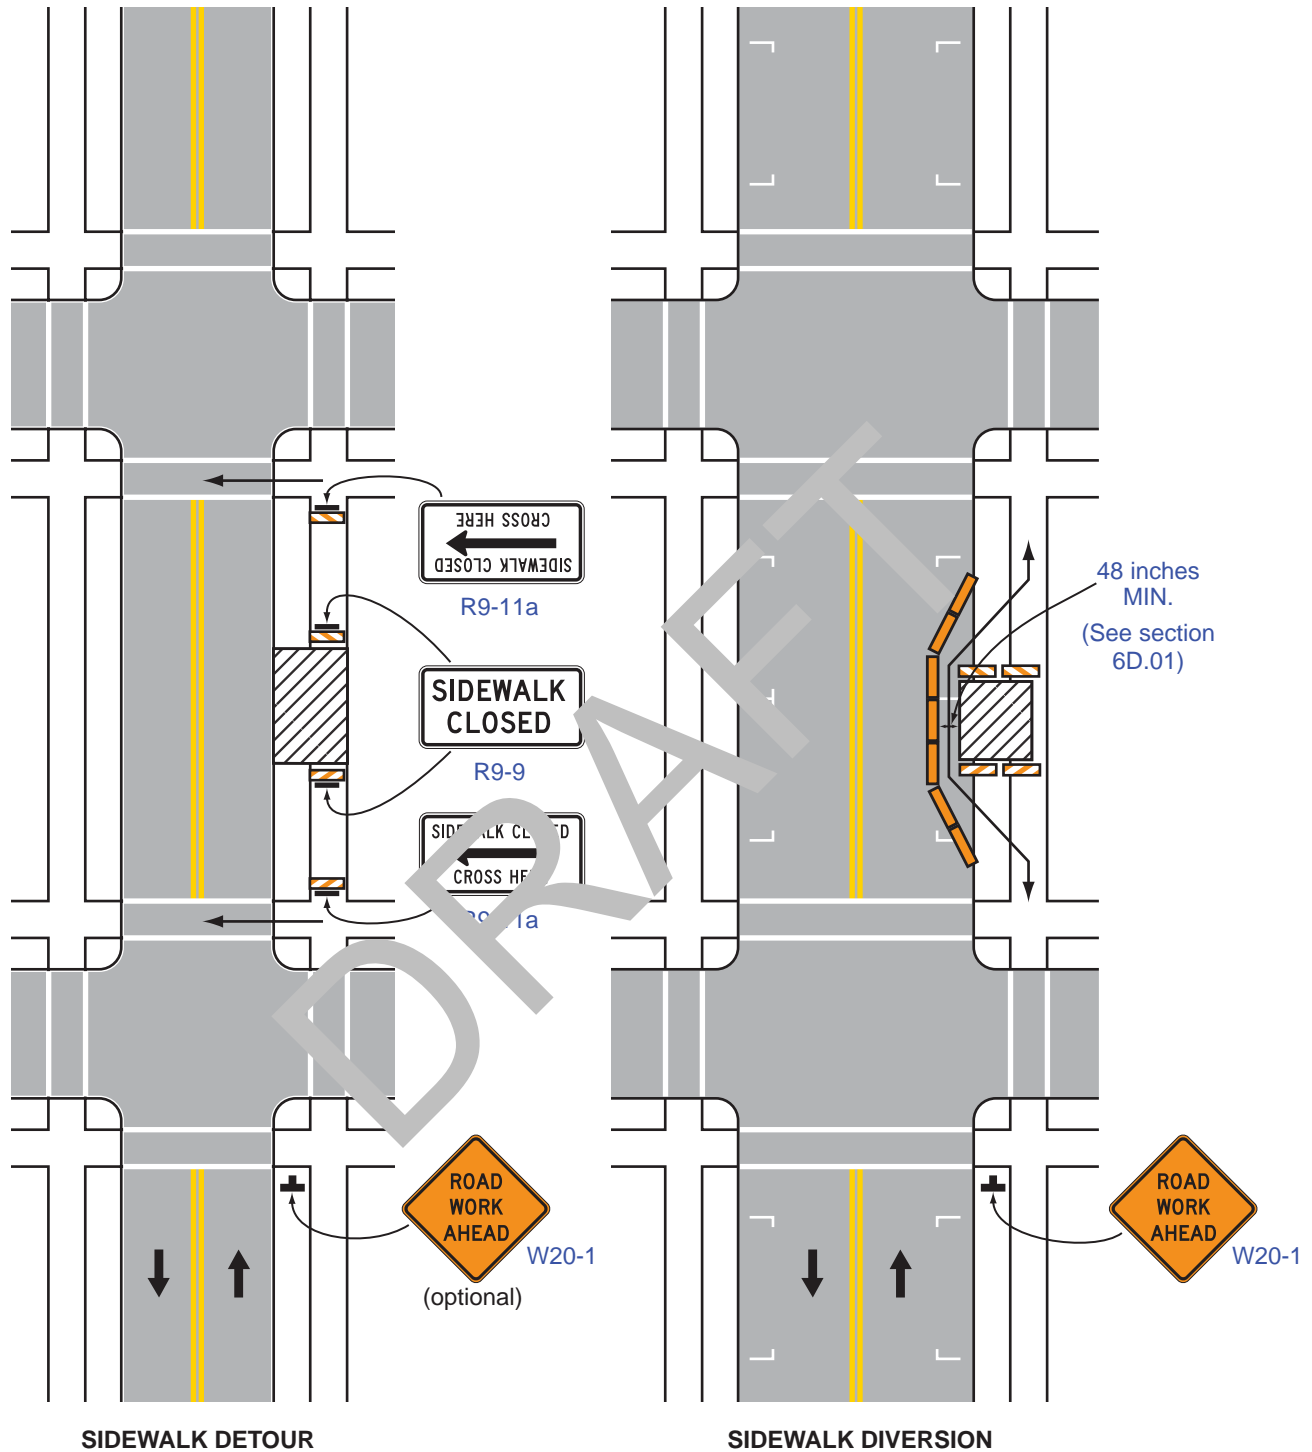 CROSS HERE
SIDEWALK CLOSED
R9-11a
SIDEWALK
CLOSED
R9-9
CROSS
48 inches
MIN.
(See section
6D.01)
DRAFT
ROAD
WORK
AHEAD
W20-1
(optional)
ROAD
WORK
AHEAD
W20-1
SIDEWALK DETOUR
SIDEWALK DIVERSION